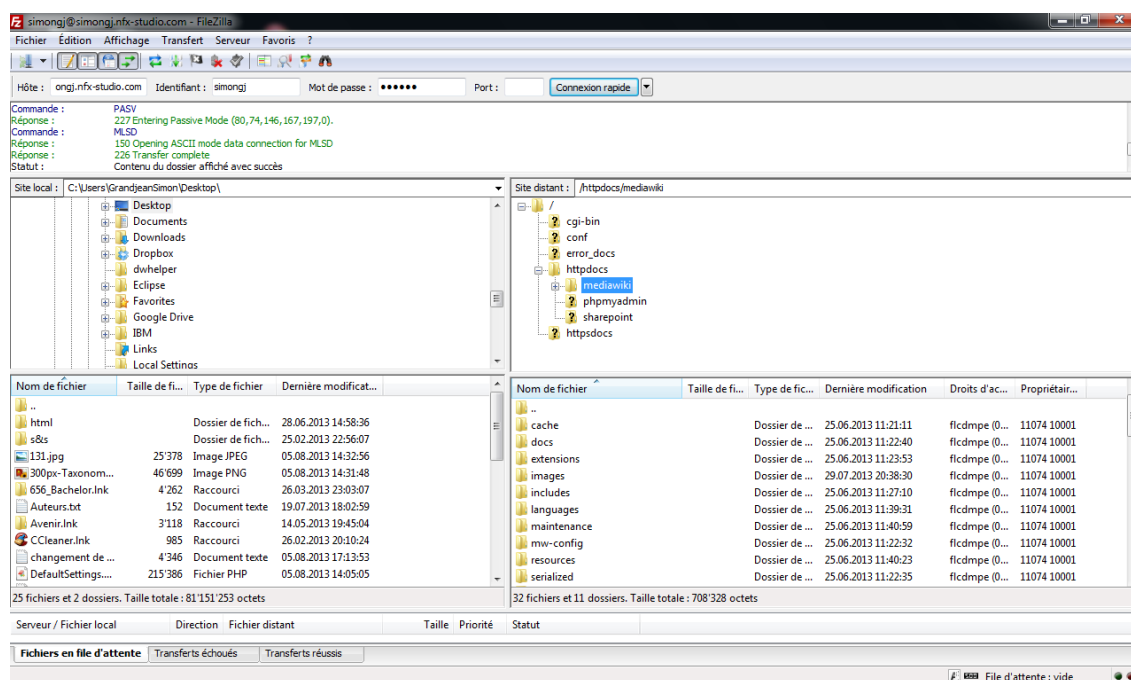 simongj@simongj.nfx-studio.com - FileZilla
Fichier Édition Affichage Transfert Serveur Favoris ?
Hôte : ongj.nfx-studio.com Identifiant : simongj Mot de passe : ●●●●●● Port : Connexion rapide
Commande : PASV
Réponse : 227 Entering Passive Mode (80,74,146,167,197,0).
Commande : MLSD
Réponse : 150 Opening ASCII mode data connection for MLSD
Réponse : 226 Transfer complete
Statut : Contenu du dossier affiché avec succès
Site local : C:\Users\GrandjeanSimon\Desktop\
Desktop
Documents
Downloads
Dropbox
dwhelper
Eclipse
Favorites
Google Drive
IBM
Links
Local Settings
Site distant : /httpdocs/mediawiki
/
cgi-bin
conf
error_docs
httpdocs
mediawiki
phpmyadmin
sharepoint
httpsdocs
Nom de fichier Taille de fi... Type de fichier Dernière modificat...
..
html Dossier de fich... 28.06.2013 14:58:36
s&s Dossier de fich... 25.02.2013 22:56:07
131.jpg 25'378 Image JPEG 05.08.2013 14:32:56
300px-Taxonom... 46'699 Image PNG 05.08.2013 14:31:48
656_Bachelor.lnk 4'262 Raccourci 26.03.2013 23:03:07
Auteurs.txt 152 Document texte 19.07.2013 18:02:59
Avenir.lnk 3'118 Raccourci 14.05.2013 19:45:04
CCleaner.lnk 985 Raccourci 26.02.2013 20:10:24
changement de ... 4'346 Document texte 05.08.2013 17:13:53
DefaultSettings.... 215'386 Fichier PHP 05.08.2013 14:05:05
25 fichiers et 2 dossiers. Taille totale : 81'151'253 octets
Nom de fichier Taille de fi... Type de fic... Dernière modification Droits d'ac... Propriétair...
..
cache Dossier de ... 25.06.2013 11:21:11 flcdmpe (0... 11074 10001
docs Dossier de ... 25.06.2013 11:22:40 flcdmpe (0... 11074 10001
extensions Dossier de ... 25.06.2013 11:23:53 flcdmpe (0... 11074 10001
images Dossier de ... 29.07.2013 20:38:30 flcdmpe (0... 11074 10001
includes Dossier de ... 25.06.2013 11:27:10 flcdmpe (0... 11074 10001
languages Dossier de ... 25.06.2013 11:39:31 flcdmpe (0... 11074 10001
maintenance Dossier de ... 25.06.2013 11:40:59 flcdmpe (0... 11074 10001
mw-config Dossier de ... 25.06.2013 11:22:32 flcdmpe (0... 11074 10001
resources Dossier de ... 25.06.2013 11:40:23 flcdmpe (0... 11074 10001
serialized Dossier de ... 25.06.2013 11:22:35 flcdmpe (0... 11074 10001
32 fichiers et 11 dossiers. Taille totale : 708'328 octets
Serveur / Fichier local Direction Fichier distant Taille Priorité Statut
Fichiers en file d'attente Transferts échoués Transferts réussis
File d'attente : vide